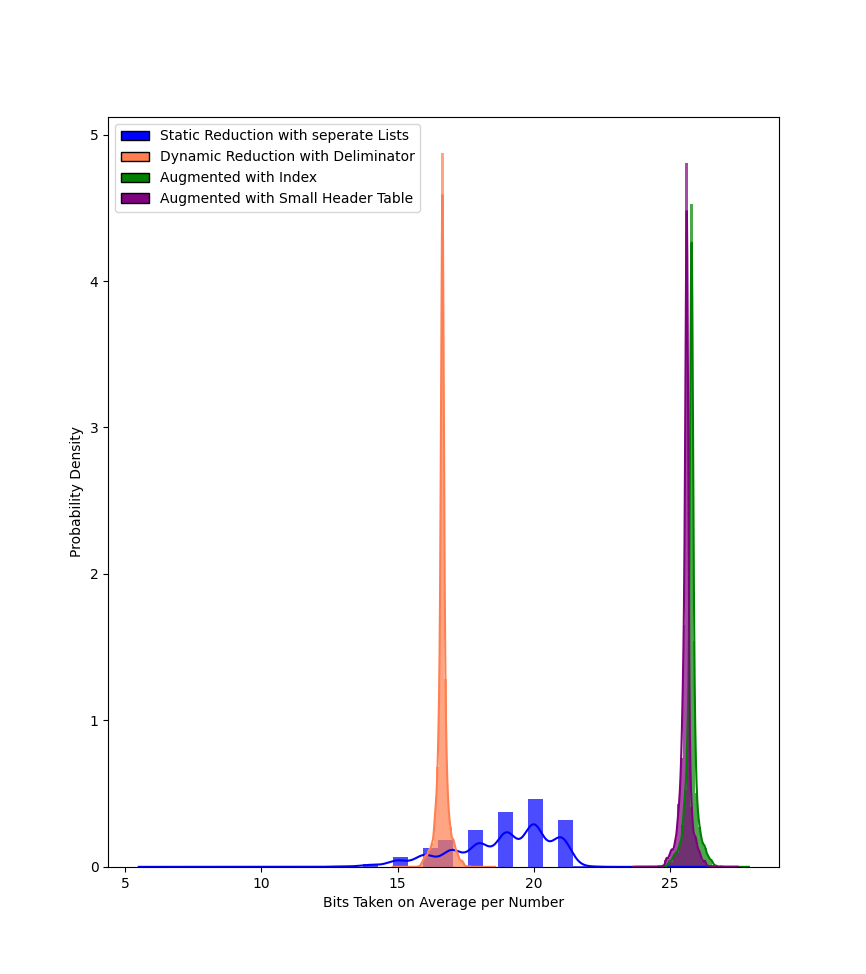 Static Reduction with seperate Lists
Dynamic Reduction with Deliminator
Augmented with Index
Augmented with Small Header Table
5
4
3
2
1
0
Probability Density
5 10 15 20 25
Bits Taken on Average per Number